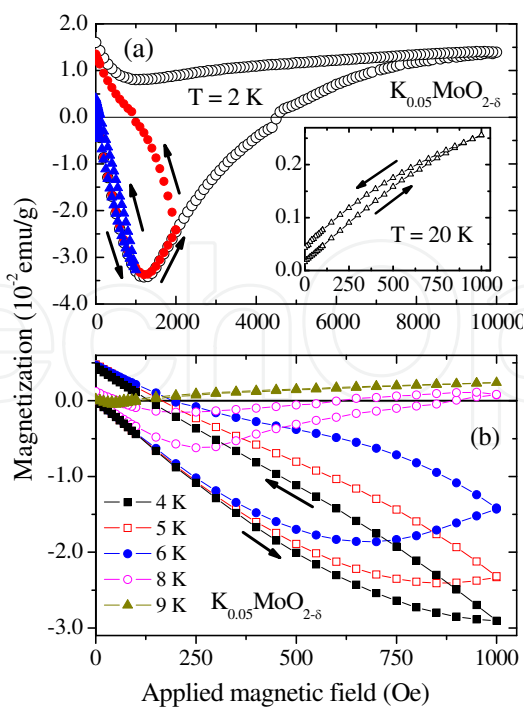 (a)
T = 2 K
K0.05MoO2-δ
2.0
1.0
0.0
-1.0
-2.0
-3.0
-4.0
0 2000 4000 6000 8000 10000
0.2
0.1
0
0 250 500 750 1000
T = 20 K
Magnetization (10-2 emu/g)
(b)
0.0
-1.0
-2.0
-3.0
4 K
5 K
6 K
8 K
9 K
K0.05MoO2-δ
0 250 500 750 1000
Applied magnetic field (Oe)